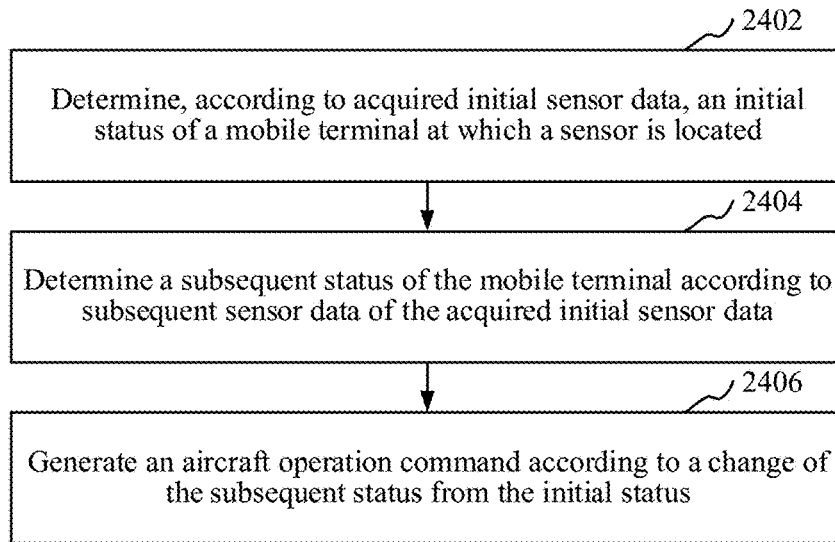 2402
Determine, according to acquired initial sensor data, an initial
status of a mobile terminal at which a sensor is located
2404
Determine a subsequent status of the mobile terminal according to
subsequent sensor data of the acquired initial sensor data
2406
Generate an aircraft operation command according to a change of
the subsequent status from the initial status